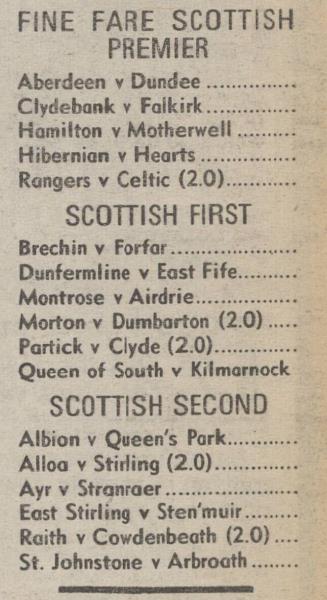 FINE FARE SCOTTISH
PREMIER
Aberdeen v Dundee ............
Clydebank v Falkirk............
Hamilton v Motherwell ........
Hibernian v Hearts .............
Rangers v Celtic (2.0)..........
SCOTTISH FIRST
Brechin v Forfar.................
Dunfermline v East Fife........
Montrose v Airdrie..............
Morton v Dumbarton (2.0) .....
Partick v Clyde (2.0)............
Queen of South v Kilmarnock
SCOTTISH SECOND
Albion v Queen's Park..........
Alloa v Stirling (2.0)............
Ayr v Stranraer ..................
East Stirling v Sten'muir ........
Raith v Cowdenbeath (2.0) ....
St. Johnstone v Arbroath.......